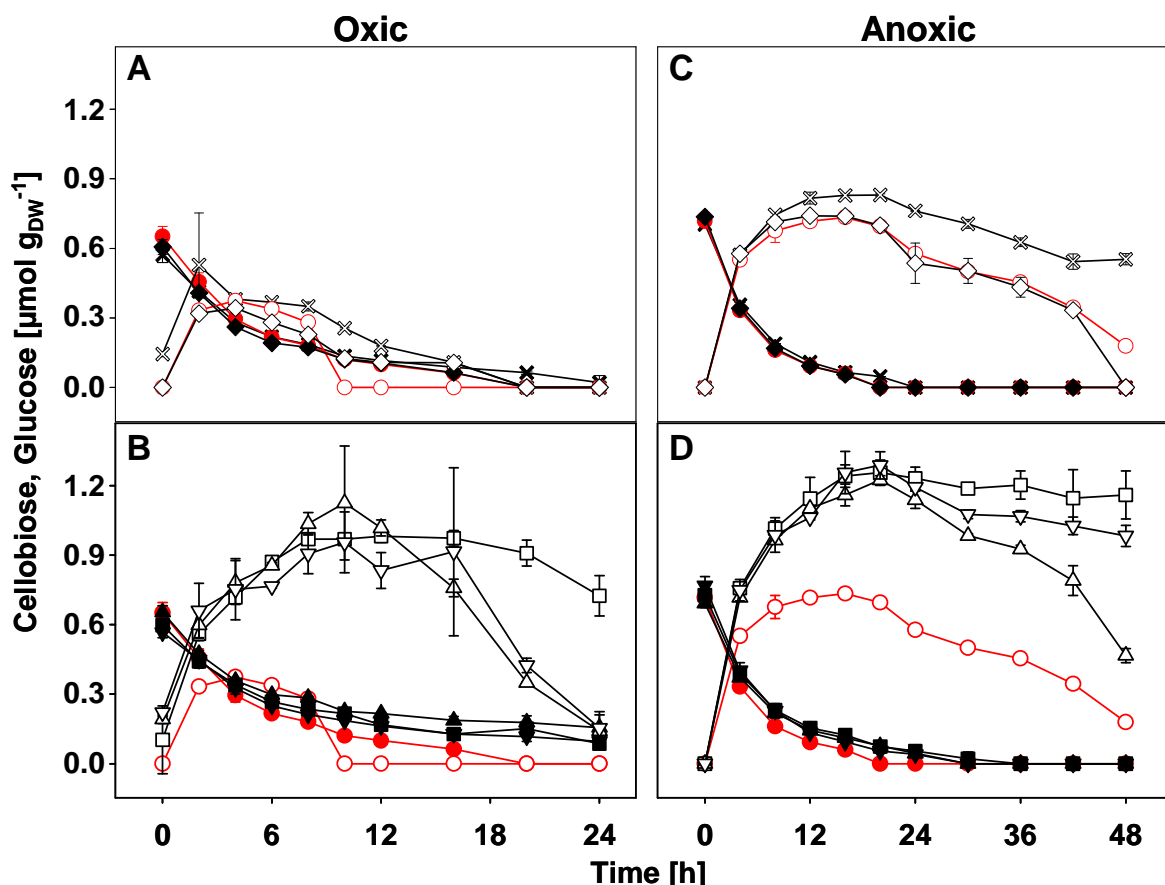 Oxic Anoxic
A C
1.2
0.9
0.6
0.3
0.0
B D
1.2
0.9
0.6
0.3
0.0
0 6 12 18 24 0 12 24 36 48
Time [h]
Cellobiose, Glucose [µmol gDW-1]